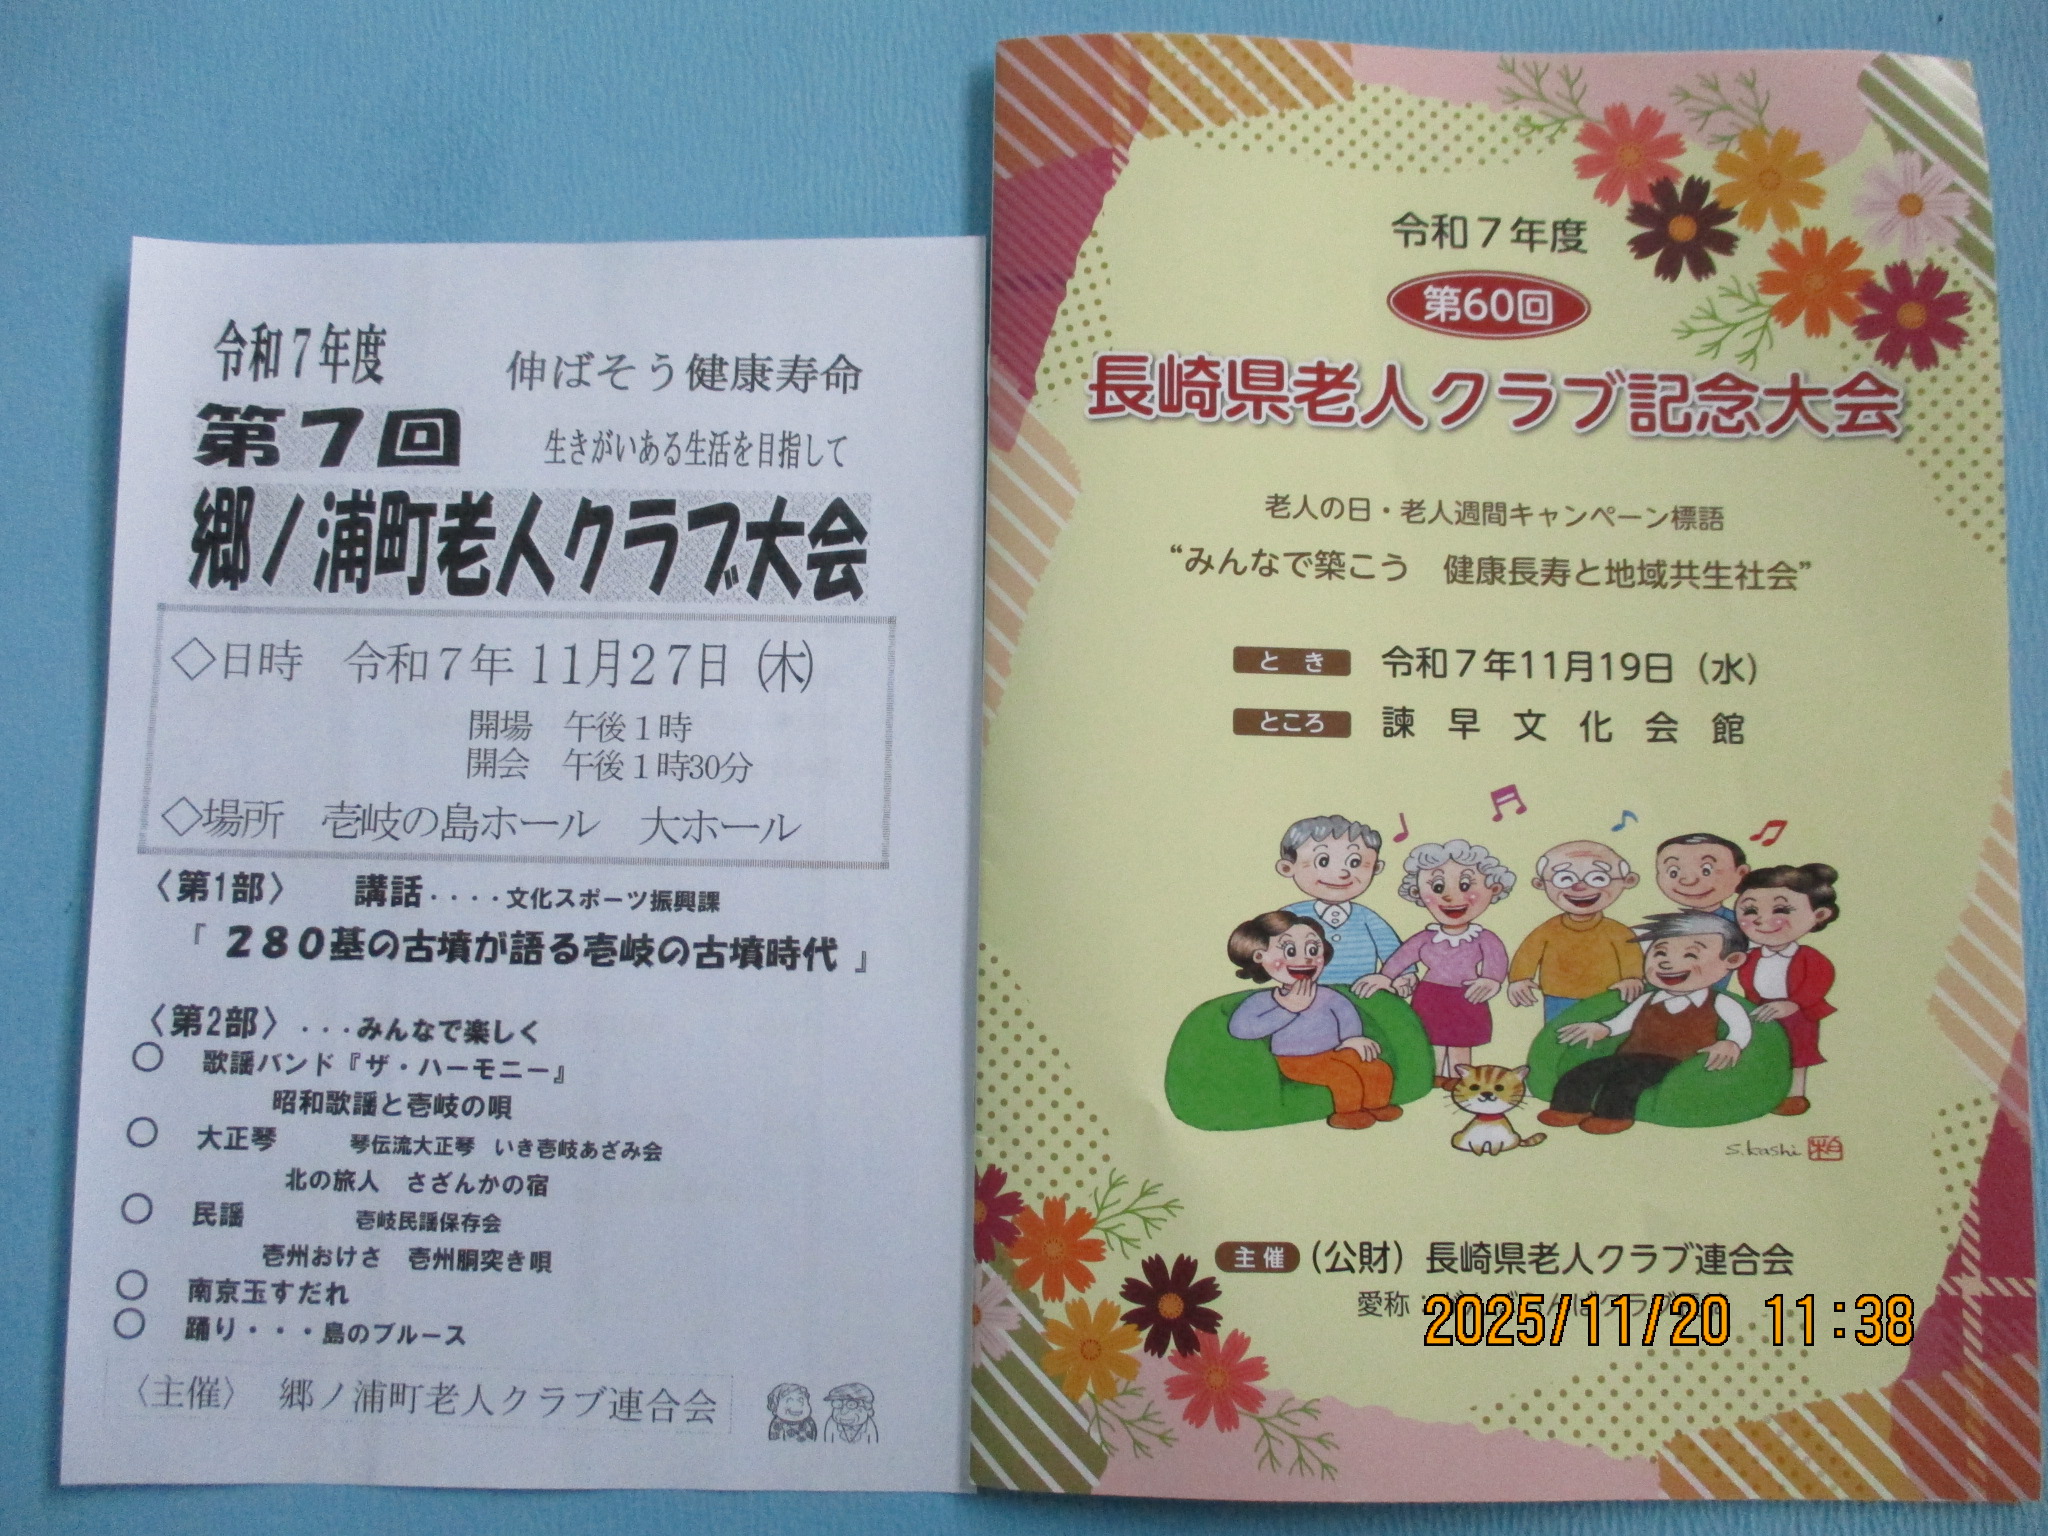 令和７年度
伸ばそう健康寿命
第７回
生きがいある生活を目指して
郷ノ浦町老人クラブ大会
◇日時　令和７年１１月２７日（木）
開場　午後１時
開会　午後１時30分
◇場所　壱岐の島ホール　大ホール
〈第1部〉　講話・・・・文化スポーツ振興課
『２８０基の古墳が語る壱岐の古墳時代』
〈第2部〉・・・みんなで楽しく
○　歌謡バンド『ザ・ハーモニー』
昭和歌謡と壱岐の唄
○　大正琴　琴伝流大正琴　いき壱岐あざみ会
北の旅人　さざんかの宿
○　民謡　壱岐民謡保存会
壱州おけさ　壱州胴突き唄
○　南京玉すだれ
○　踊り・・・島のブルース
〈主催〉　郷ノ浦町老人クラブ連合会
令和７年度
第60回
長崎県老人クラブ記念大会
老人の日・老人週間キャンペーン標語
“みんなで築こう　健康長寿と地域共生社会”
とき　令和７年11月19日（水）
ところ　諫早文化会館
s.kashi 柏
主催　（公財）長崎県老人クラブ連合会
愛称：
2025/11/20 11:38